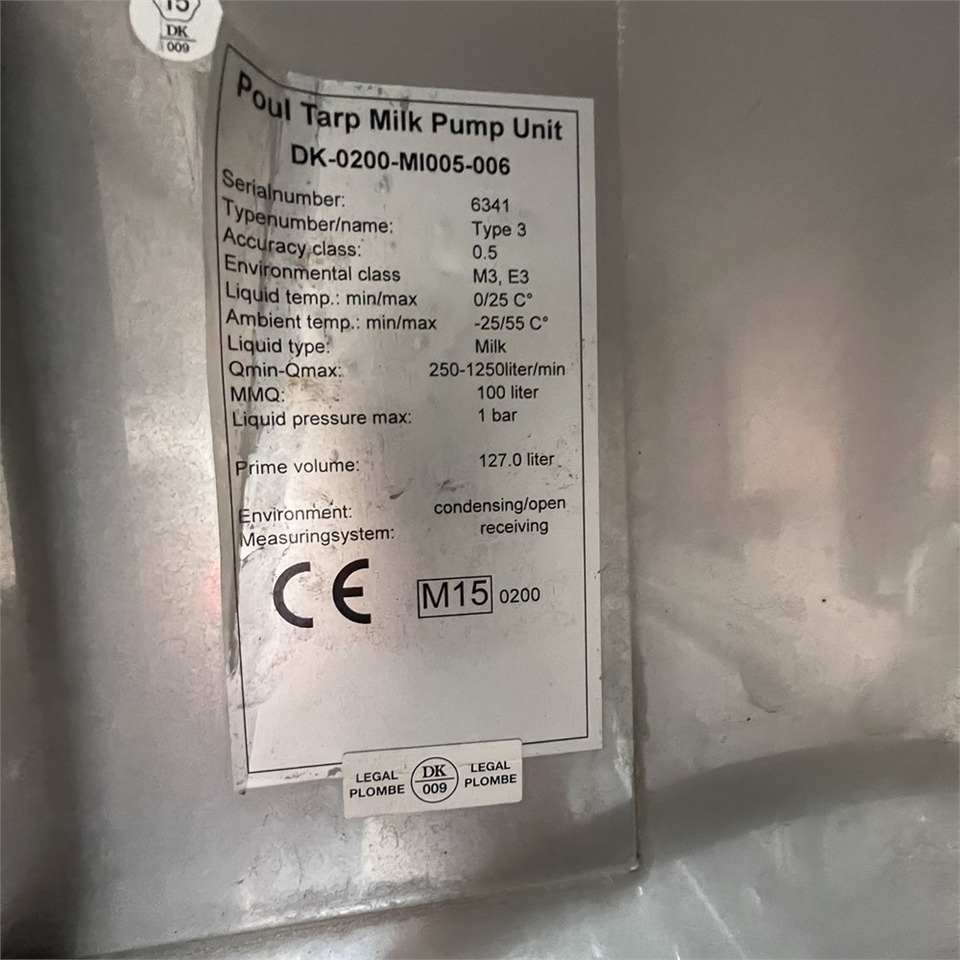 15
DK
009
Poul Tarp Milk Pump Unit
DK-0200-MI005-006
Serialnumber: 6341
Typenumber/name: Type 3
Accuracy class: 0.5
Environmental class M3, E3
Liquid temp.: min/max 0/25 C°
Ambient temp.: min/max -25/55 C°
Liquid type: Milk
Qmin-Qmax: 250-1250liter/min
MMQ: 100 liter
Liquid pressure max: 1 bar
Prime volume: 127.0 liter
Environment: condensing/open
Measuringsystem: receiving
CE M15 0200
LEGAL PLOMBE DK 009 LEGAL PLOMBE